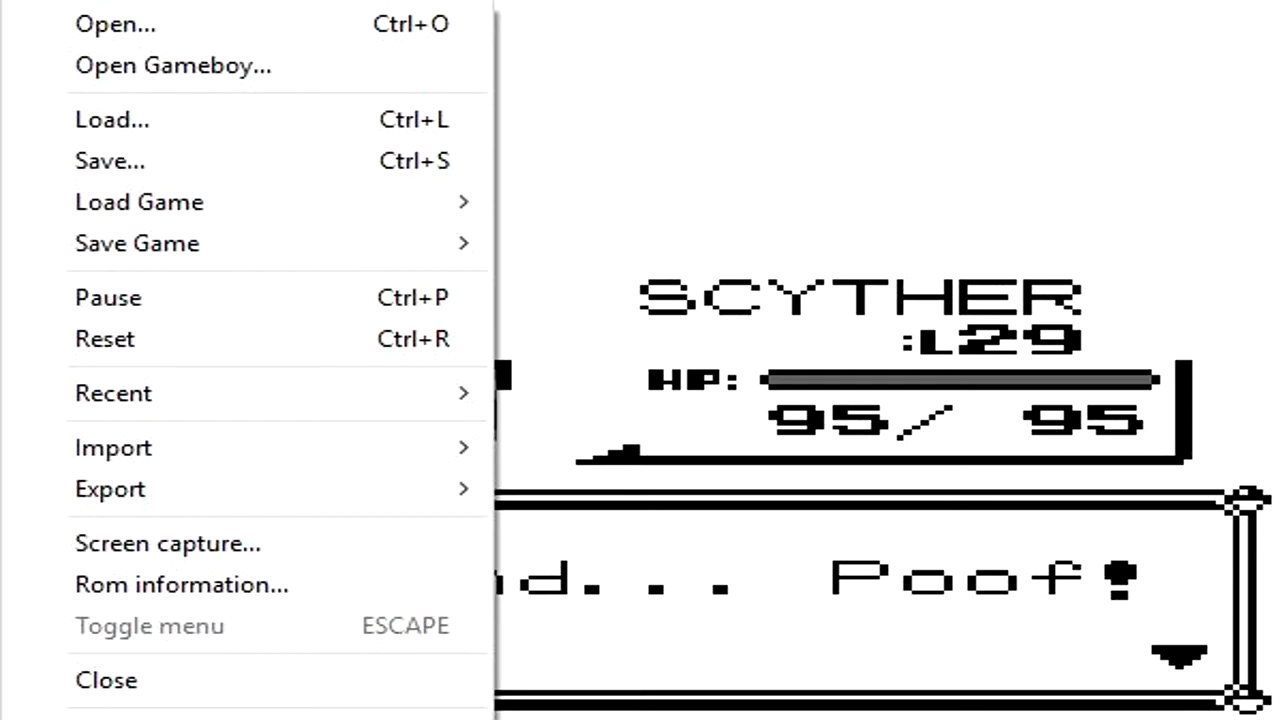 Open... Ctrl+O
Open Gameboy...
Load... Ctrl+L
Save... Ctrl+S
Load Game
Save Game
Pause Ctrl+P
Reset Ctrl+R
Recent
Import
Export
Screen capture...
Rom information...
Toggle menu ESCAPE
Close
SCYTHER
:L29
HP:
95/ 95
d... Poof!